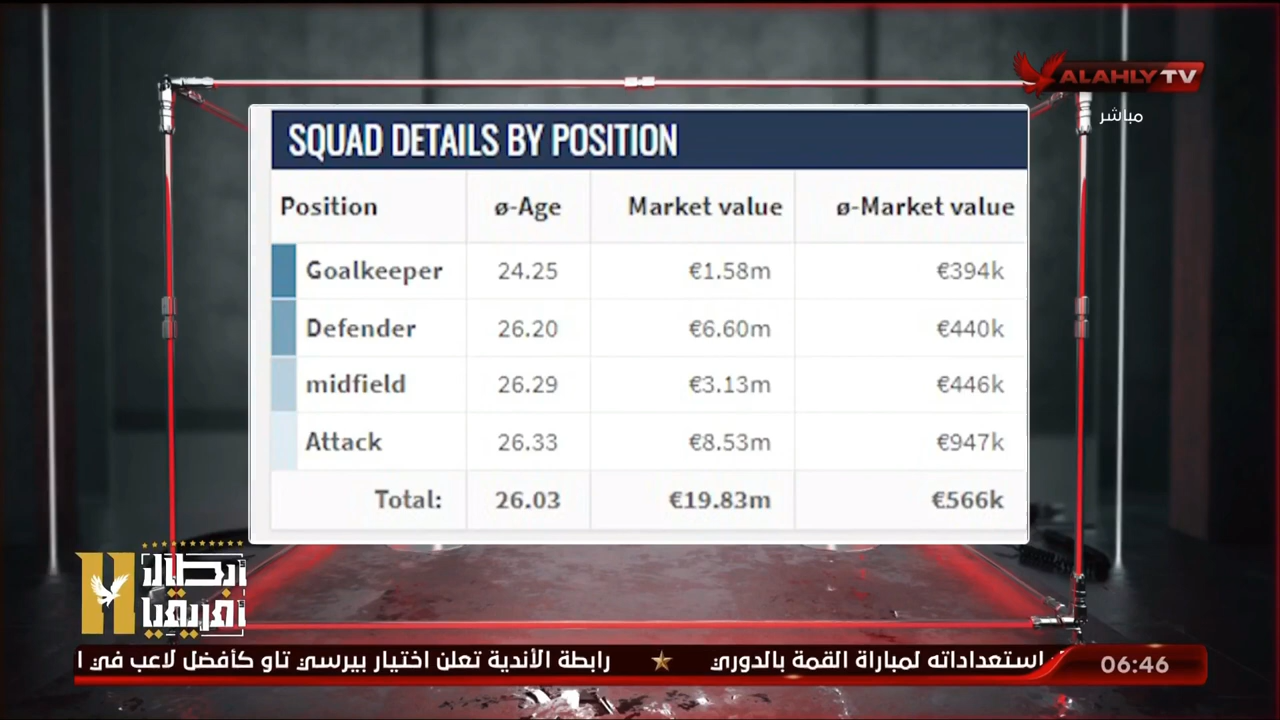 ALAHLY TV
مباشر
SQUAD DETAILS BY POSITION
Position ø-Age Market value ø-Market value
Goalkeeper 24.25 €1.58m €394k
Defender 26.20 €6.60m €440k
midfield 26.29 €3.13m €446k
Attack 26.33 €8.53m €947k
Total: 26.03 €19.83m €566k
أبطال
أفريقيا
استعداداته لمباراة القمة بالدوري ★ رابطة الأندية تعلن اختيار بيرسي تاو كأفضل لاعب في
06:46